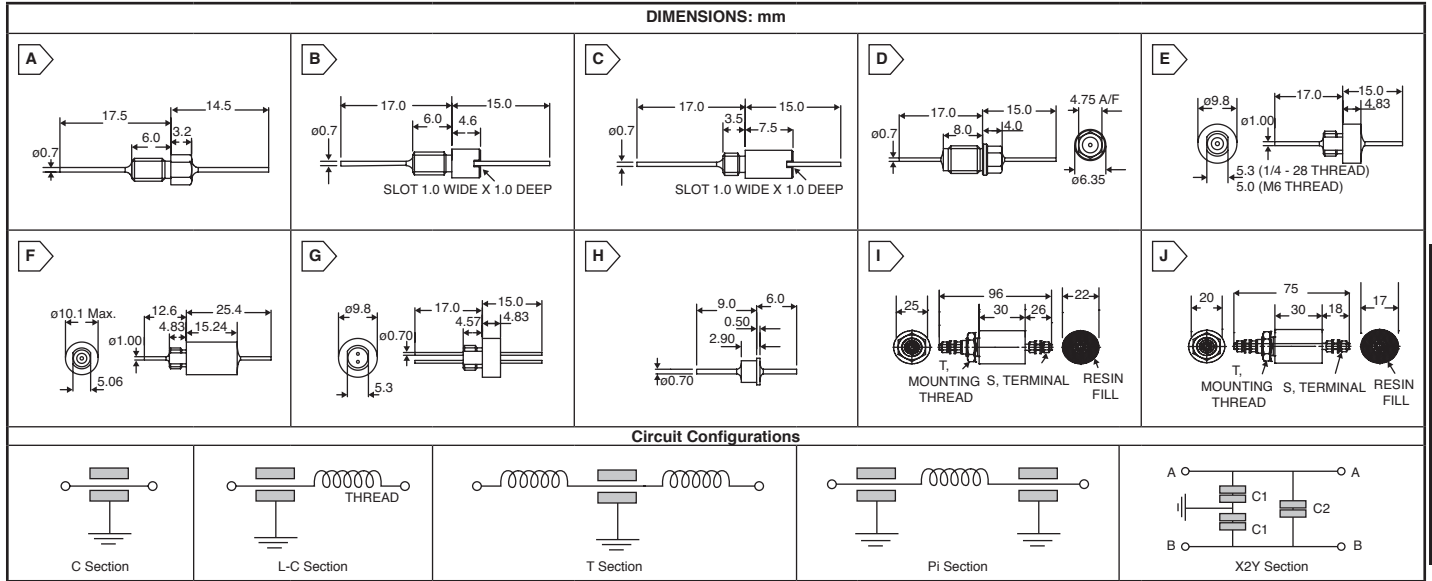 DIMENSIONS: mm
A
17.5
14.5
6.0
3.2
ø0.7
B
17.0
15.0
6.0
4.6
ø0.7
SLOT 1.0 WIDE X 1.0 DEEP
C
17.0
15.0
3.5
7.5
ø0.7
SLOT 1.0 WIDE X 1.0 DEEP
D
17.0
15.0
4.75 A/F
8.0
4.0
ø0.7
ø6.35
E
ø9.8
17.0
15.0
4.83
ø1.00
5.3 (1/4 - 28 THREAD)
5.0 (M6 THREAD)
F
ø10.1 Max.
12.6
25.4
4.83
15.24
ø1.00
5.06
G
ø9.8
17.0
15.0
4.57
4.83
ø0.70
5.3
H
9.0
6.0
0.50
2.90
ø0.70
I
25
96
22
30
26
T,
MOUNTING
THREAD
S, TERMINAL
RESIN
FILL
J
20
75
17
30
18
T,
MOUNTING
THREAD
S, TERMINAL
RESIN
FILL
Circuit Configurations
C Section
THREAD
L-C Section
T Section
Pi Section
A
A
C1
C2
C1
B
B
X2Y Section